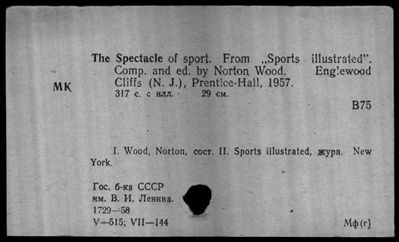 The Spectacle of sport. From „Sports illustrated”.
Comp. and ed. by Norton Wood. Englewood
Cliffs (N. J.), Prentice-Hall, 1957.
МК
317 с. с илл. 29 см.
B75
I. Wood, Norton, сост. II. Sports illustrated, журн. New
York.
Гос. б-ка СССР
им. В. И. Ленина.
1729—58
V—515; VII—144
Мф(г)